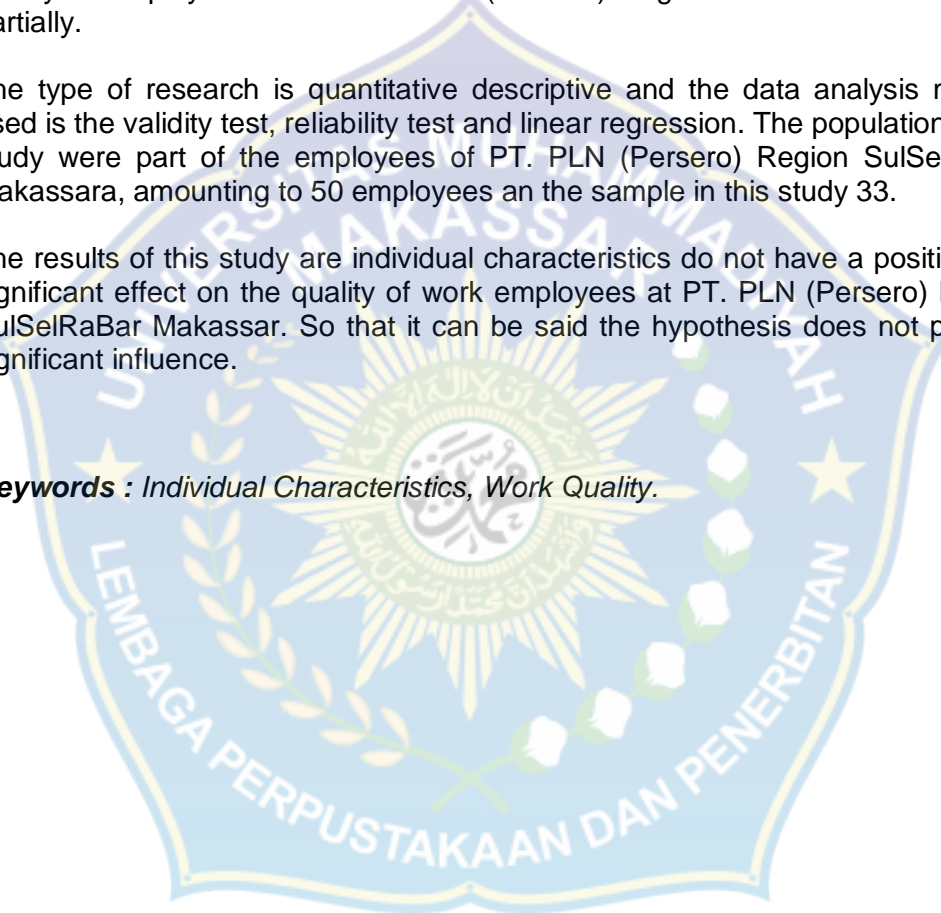 artially.
he type of research is quantitative descriptive and the data analysis
sed is the validity test, reliability test and linear regression. The population
udy were part of the employees of PT. PLN (Persero) Region SulSe
akassara, amounting to 50 employees an the sample in this study 33.
he results of this study are individual characteristics do not have a positi
gnificant effect on the quality of work employees at PT. PLN (Persero)
ulSelRaBar Makassar. So that it can be said the hypothesis does not p
gnificant influence.
eywords : Individual Characteristics, Work Quality.
UNIVERSITAS MUHAMMADIYAH
MAKASSAR
LEMBAGA PERPUSTAKAAN DAN PENERBITAN